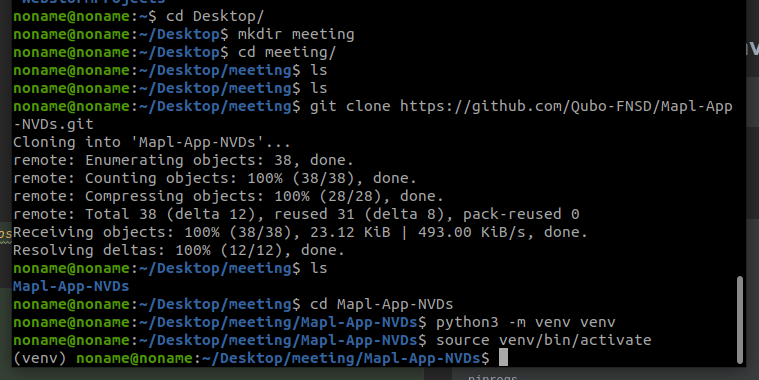 WebstormProjects
noname@noname:~$ cd Desktop/
noname@noname:~/Desktop$ mkdir meeting
noname@noname:~/Desktop$ cd meeting/
noname@noname:~/Desktop/meeting$ ls
noname@noname:~/Desktop/meeting$ ls
noname@noname:~/Desktop/meeting$ git clone https://github.com/Qubo-FNSD/Mapl-App
-NVDs.git
Cloning into 'Mapl-App-NVDs'...
remote: Enumerating objects: 38, done.
remote: Counting objects: 100% (38/38), done.
remote: Compressing objects: 100% (28/28), done.
remote: Total 38 (delta 12), reused 31 (delta 8), pack-reused 0
Receiving objects: 100% (38/38), 23.12 KiB | 493.00 KiB/s, done.
Resolving deltas: 100% (12/12), done.
noname@noname:~/Desktop/meeting$ ls
Mapl-App-NVDs
noname@noname:~/Desktop/meeting$ cd Mapl-App-NVDs
noname@noname:~/Desktop/meeting/Mapl-App-NVDs$ python3 -m venv venv
noname@noname:~/Desktop/meeting/Mapl-App-NVDs$ source venv/bin/activate
(venv) noname@noname:~/Desktop/meeting/Mapl-App-NVDs$